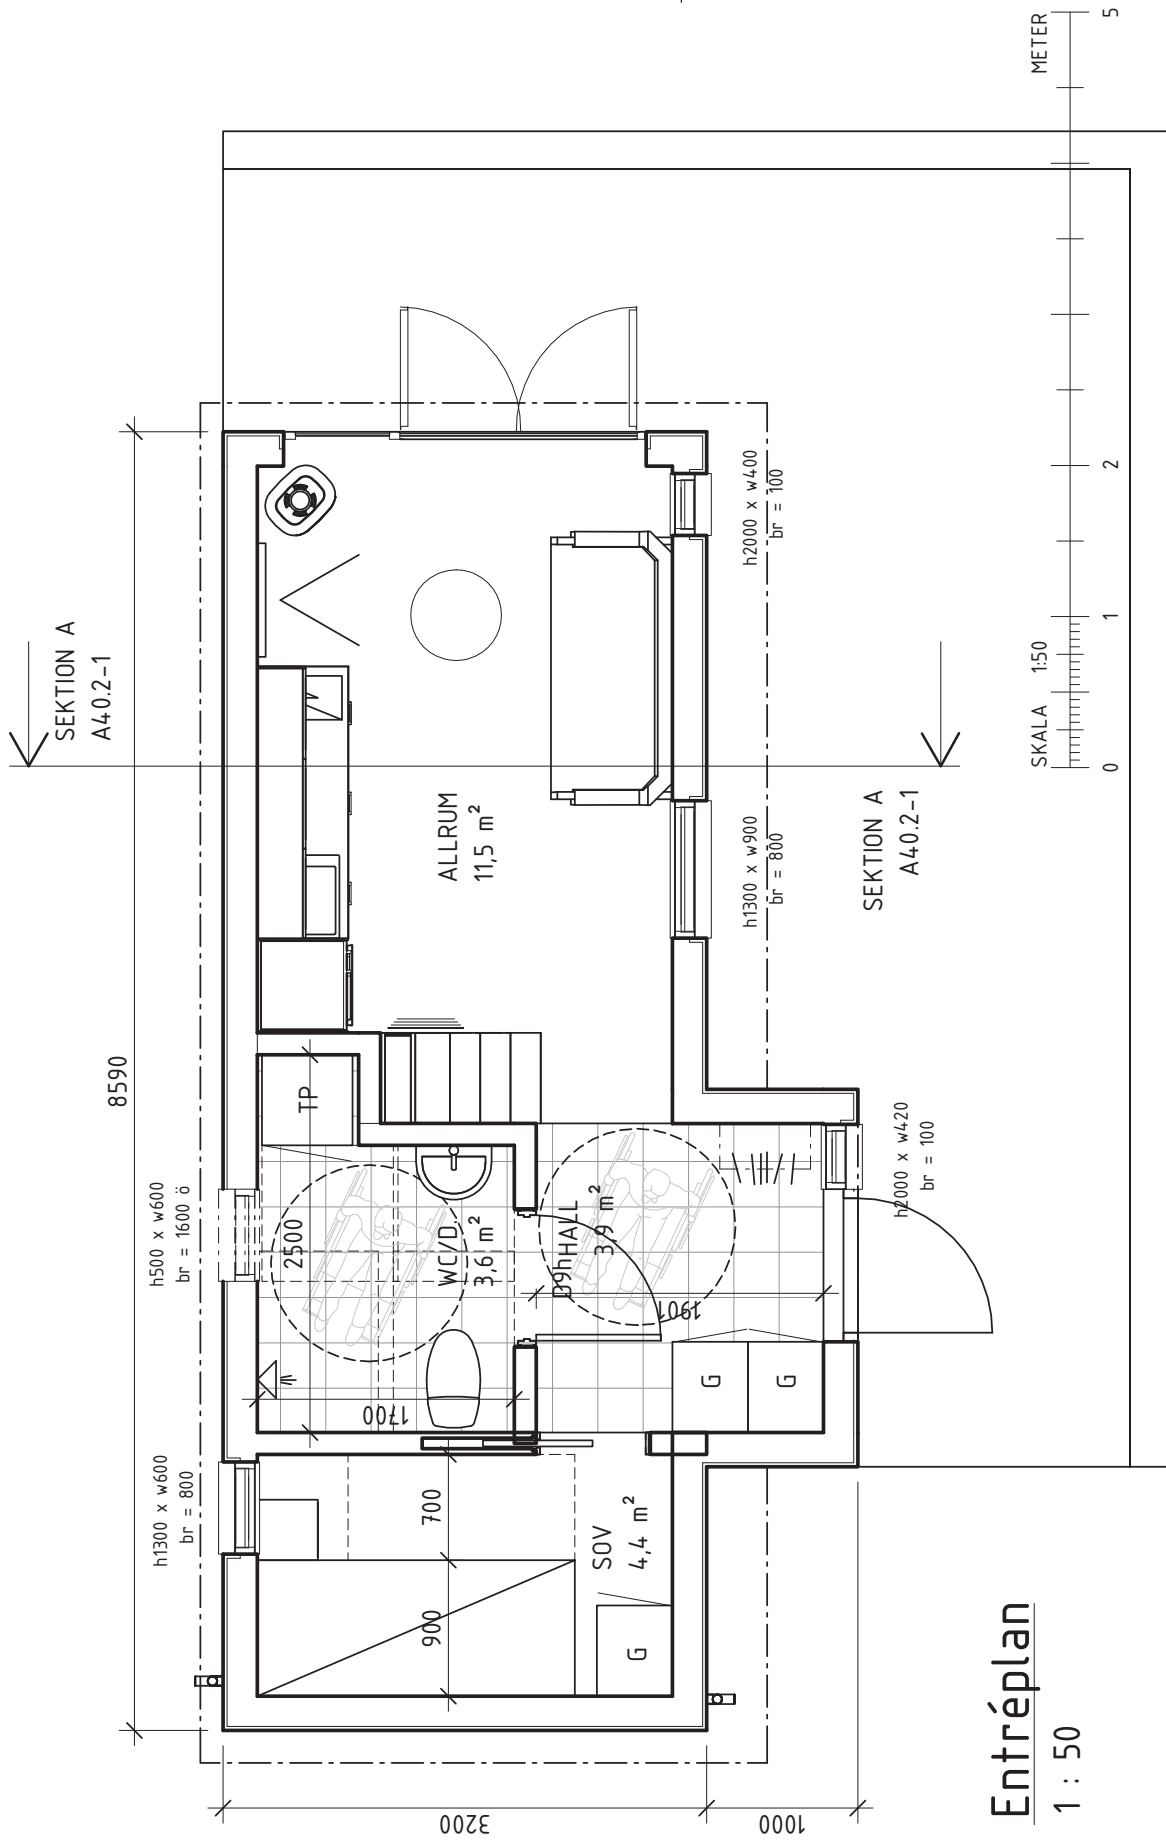 8590
h1300 x w600
br = 800
h500 x w600
br = 1600 ö
SEKTION A
A40.2-1
3200
1000
900
700
1700
2500
TP
WC/D
3,6 m²
D9h
HALL
3,9 m²
1901
SOV
4,4 m²
G
G
G
ALLRUM
11,5 m²
h2000 x w420
br = 100
h1300 x w900
br = 800
h2000 x w400
br = 100
SEKTION A
A40.2-1
Entréplan
1 : 50
SKALA 1:50
METER
0 1 2 5